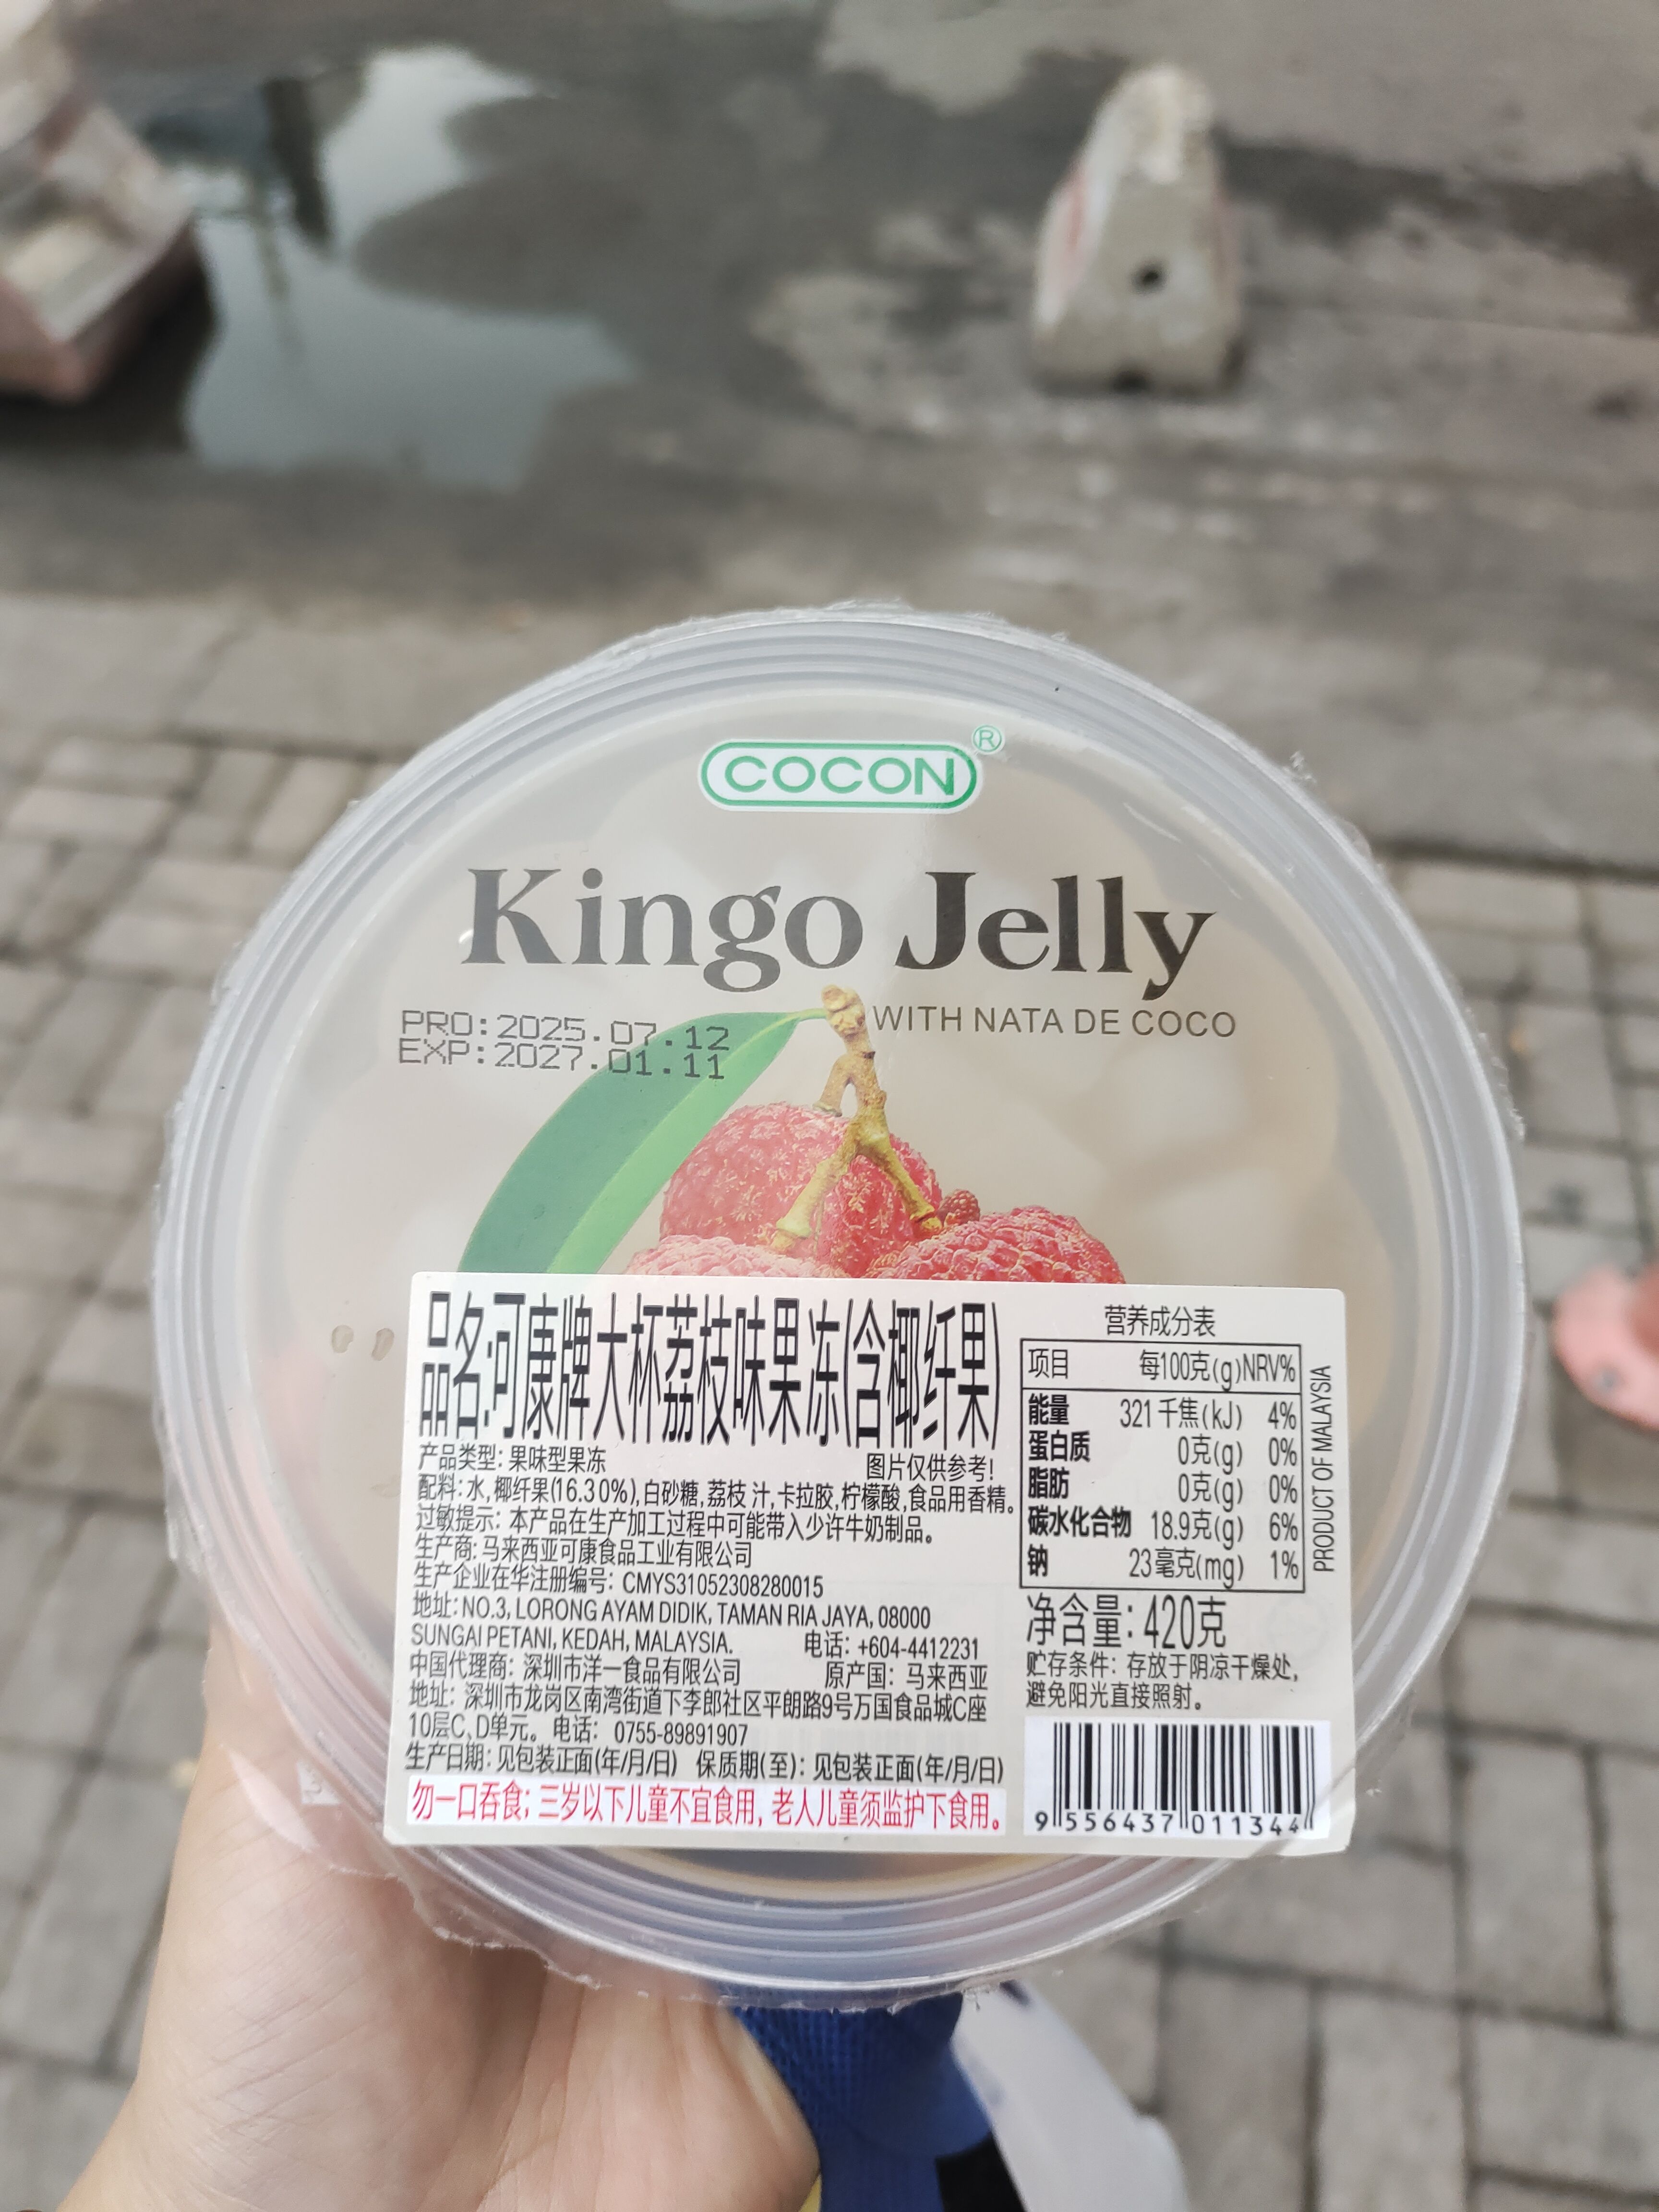 COCON®
Kingo Jelly
WITH NATA DE COCO
PRO:2025.07.12
EXP:2027.01.11
品名:可康牌大杯荔枝味果冻(含椰纤果)
产品类型: 果味型果冻 图片仅供参考!
配料:水,椰纤果(16.30%),白砂糖,荔枝汁,卡拉胶,柠檬酸,食品用香精。
过敏提示: 本产品在生产加工过程中可能带入少许牛奶制品。
生产商: 马来西亚可康食品工业有限公司
生产企业在华注册编号: CMYS31052308280015
地址: NO.3, LORONG AYAM DIDIK, TAMAN RIA JAYA, 08000
SUNGAI PETANI, KEDAH, MALAYSIA. 电话: +604-4412231
中国代理商: 深圳市洋一食品有限公司 原产国: 马来西亚
地址: 深圳市龙岗区南湾街道下李郎社区平朗路9号万国食品城C座
10层C、D单元。 电话: 0755-89891907
生产日期: 见包装正面(年/月/日) 保质期(至): 见包装正面(年/月/日)
勿一口吞食; 三岁以下儿童不宜食用, 老人儿童须监护下食用。
营养成分表
项目 每100克(g) NRV%
能量 321千焦(kJ) 4%
蛋白质 0克(g) 0%
脂肪 0克(g) 0%
碳水化合物 18.9克(g) 6%
钠 23毫克(mg) 1%
PRODUCT OF MALAYSIA
净含量: 420克
贮存条件: 存放于阴凉干燥处,
避免阳光直接照射。
9 556437 011344